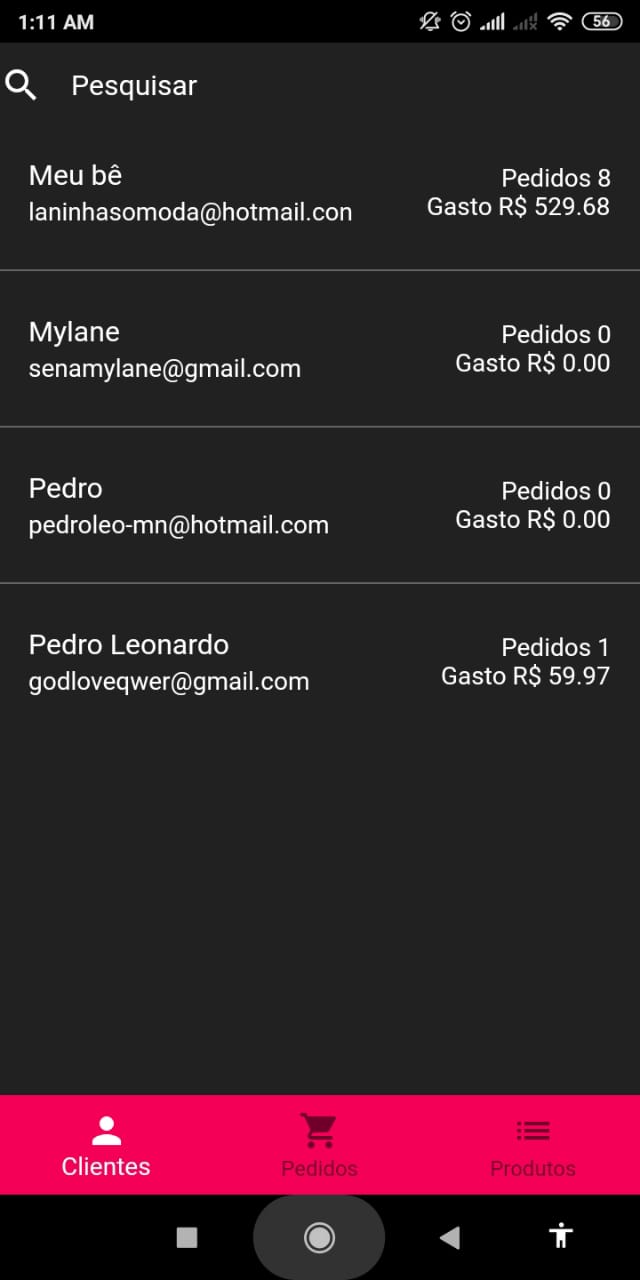 1:11 AM
56
Pesquisar
Meu bê
Pedidos 8
laninhasomoda@hotmail.con
Gasto R$ 529.68
Mylane
Pedidos 0
senamylane@gmail.com
Gasto R$ 0.00
Pedro
Pedidos 0
pedroleo-mn@hotmail.com
Gasto R$ 0.00
Pedro Leonardo
Pedidos 1
godloveqwer@gmail.com
Gasto R$ 59.97
Clientes
Pedidos
Produtos